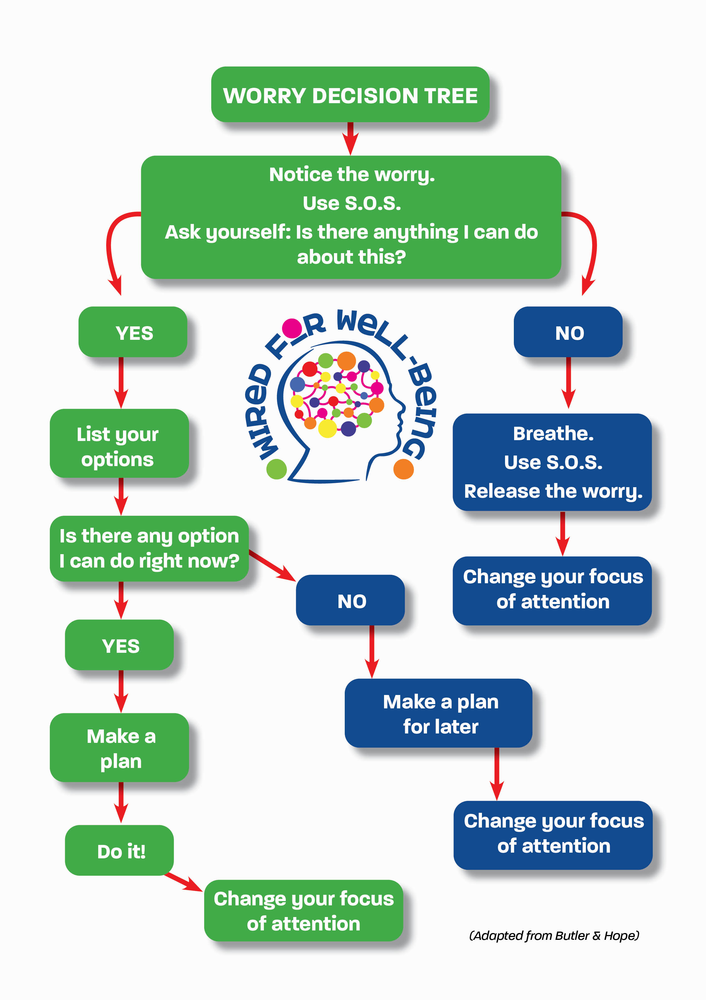 WORRY DECISION TREE
Notice the worry.
Use S.O.S.
Ask yourself: Is there anything I can do
about this?
YES
NO
WIReD FOR WeLL-BeInG
List your
options
Breathe.
Use S.O.S.
Release the worry.
Is there any option
I can do right now?
NO
Change your focus
of attention
YES
Make a plan
for later
Make a
plan
Change your focus
of attention
Do it!
Change your focus
of attention
(Adapted from Butler & Hope)